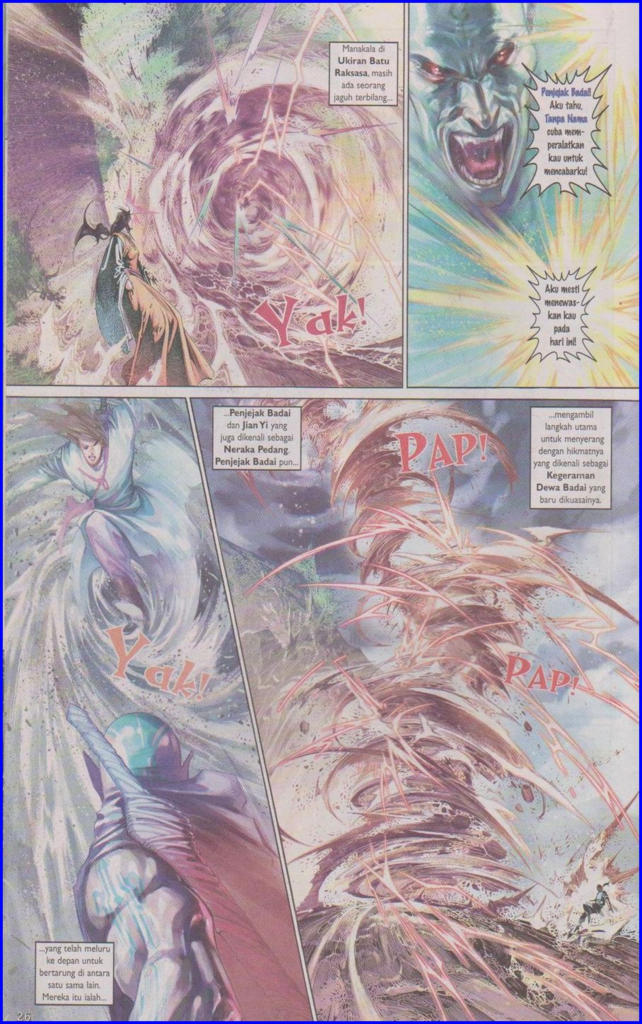 Manakala di
Ukiran Batu
Raksasa, masih
ada seorang
jaguh terbilang...
Yak!
Penjejak Badai!
Aku tahu,
Tanpa Nama
cuba mem-
peralatkan
kau untuk
mencabarku!
Aku mesti
menewas-
kan kau
pada
hari ini!
Yak!
...yang telah meluru
ke depan untuk
bertarung di antara
satu sama lain.
Mereka itu ialah...
...Penjejak Badai
dan Jian Yi yang
juga dikenali sebagai
Neraka Pedang.
Penjejak Badai pun...
...mengambil
langkah utama
untuk menyerang
dengan hikmatnya
yang dikenali sebagai
Kegeraman
Dewa Badai yang
baru dikuasainya.
PAP!
PAP!
26